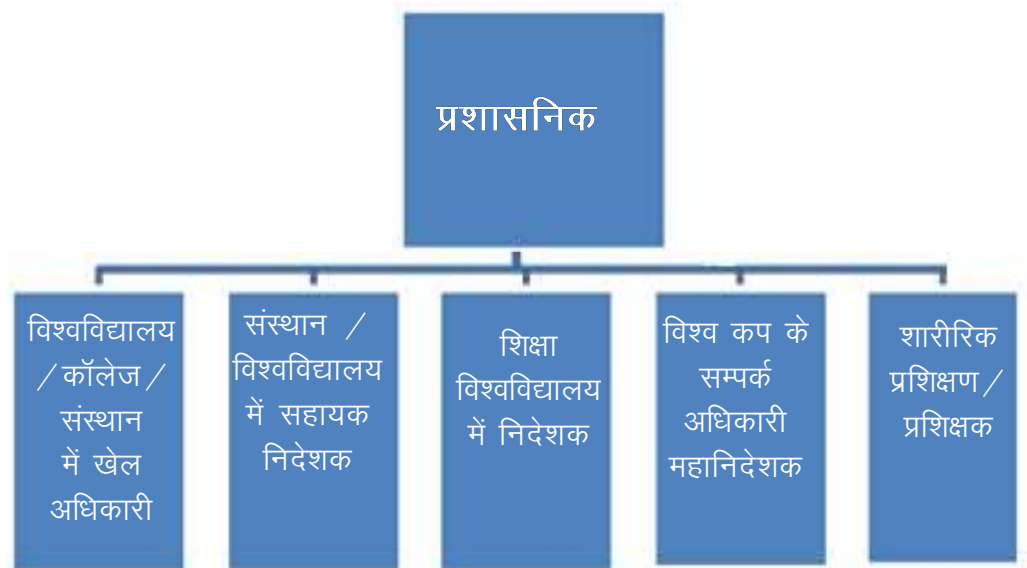 प्रशासनिक
विश्वविद्यालय
/ कॉलेज /
संस्थान
में खेल
अधिकारी
संस्थान /
विश्वविद्यालय
में सहायक
निदेशक
शिक्षा
विश्वविद्यालय
में निदेशक
विश्व कप के
सम्पर्क
अधिकारी
महानिदेशक
शारीरिक
प्रशिक्षण /
प्रशिक्षक